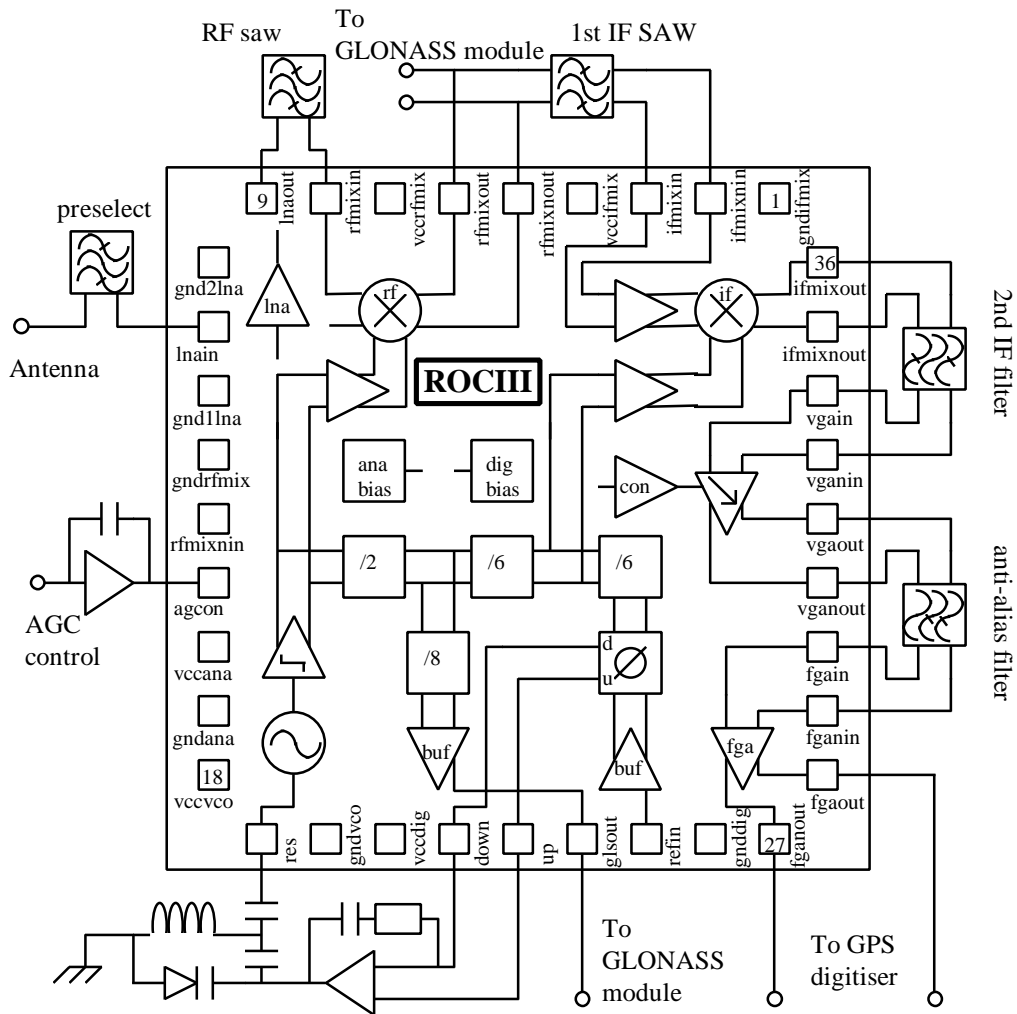 To
RF saw
GLONASS module
1st IF SAW
9
lnaout
rfmixin
vccrfmix
rfmixout
rfmixnout
vccifmix
ifmixin
ifmixnin
1
gndifmix
preselect
gnd2lna
lna
rf
if
36
ifmixout
lnain
Antenna
ifmixnout
2nd IF filter
gnd1lna
ROCIII
vgain
gndrfmix
ana
bias
dig
bias
con
vganin
rfmixnin
vgaout
/2
/6
/6
agcon
AGC
control
vganout
anti-alias filter
vccana
/8
d
u
fgain
gndana
buf
buf
fga
fganin
18
vccvco
fgaout
res
gndvco
vccdig
down
up
glsout
refin
gnddig
27
fganout
To
GLONASS
module
To GPS
digitiser